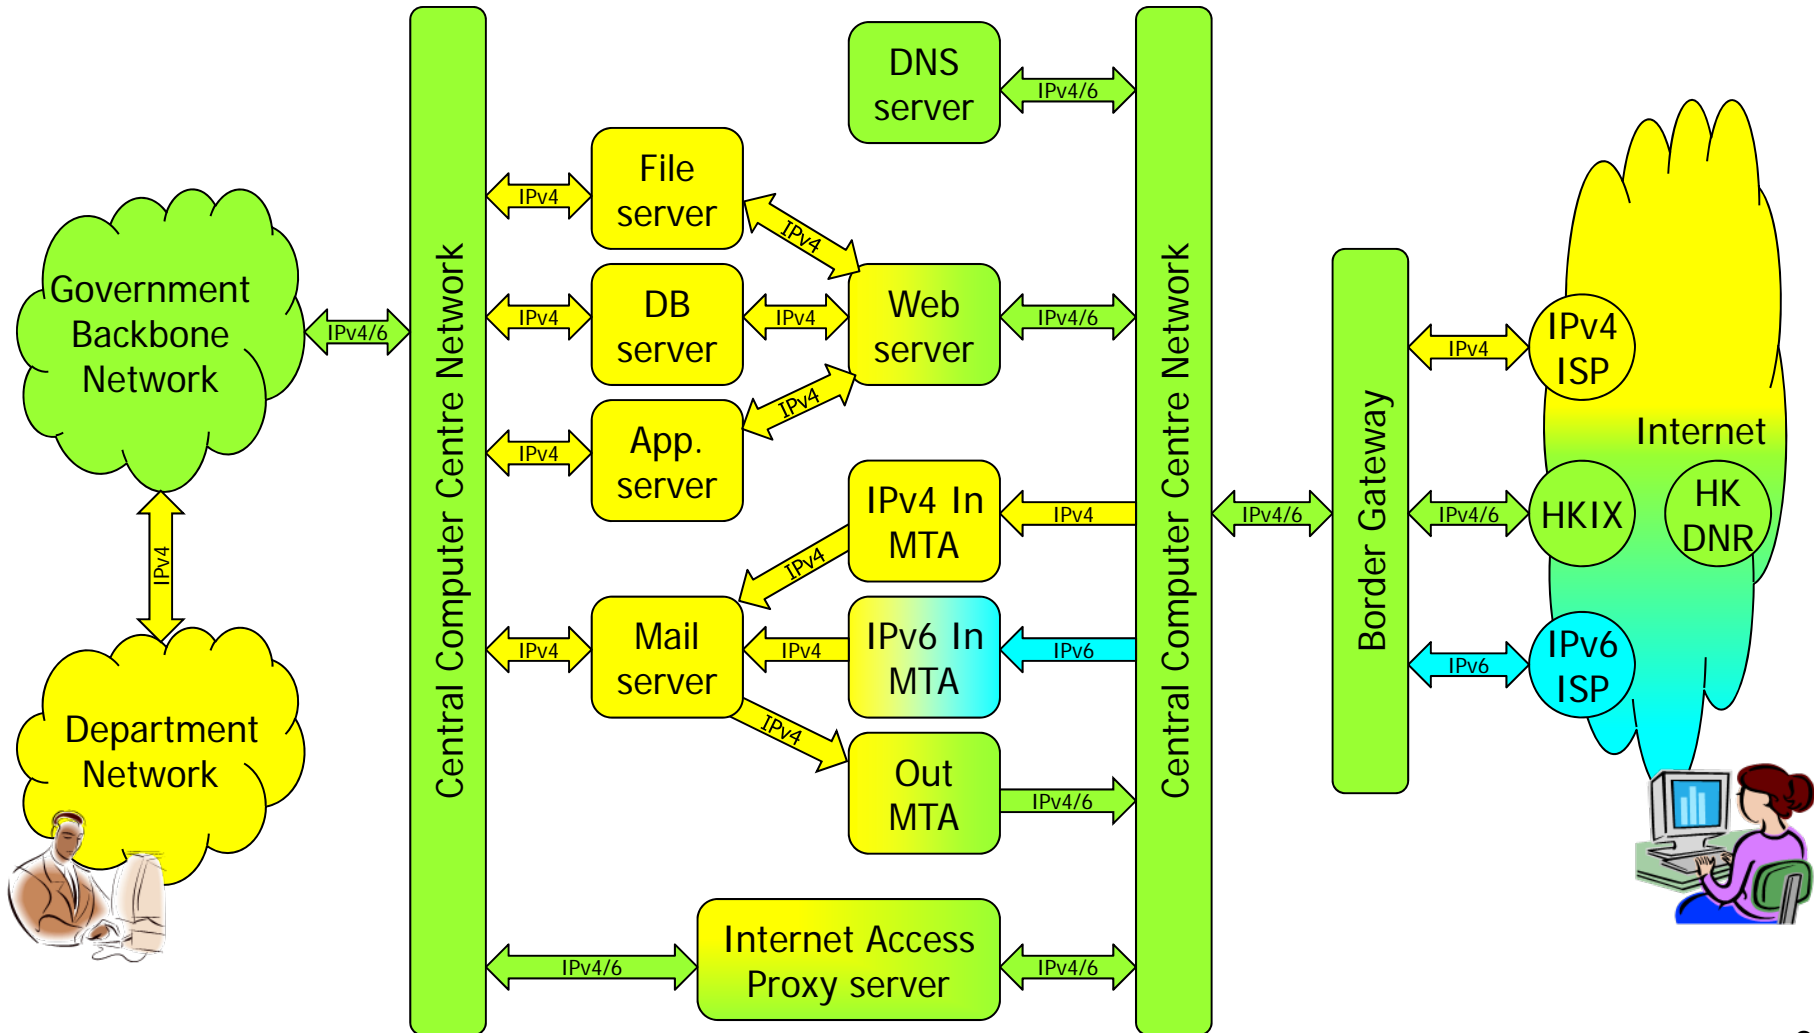 DNS
server
IPv4/6
File
server
IPv4
IPv4
Government
Backbone
Network
IPv4/6
Central Computer Centre Network
DB
server
IPv4
IPv4
Web
server
IPv4/6
Central Computer Centre Network
App.
server
IPv4
IPv4
IPv4 In
MTA
IPv4
IPv4
IPv4/6
Border Gateway
IPv4
IPv4
ISP
Internet
IPv4/6
HKIX
HK
DNR
IPv6
IPv6
ISP
IPv4
Department
Network
Mail
server
IPv4
IPv4
IPv6 In
MTA
IPv6
IPv4
Out
MTA
IPv4/6
Internet Access
Proxy server
IPv4/6
IPv4/6